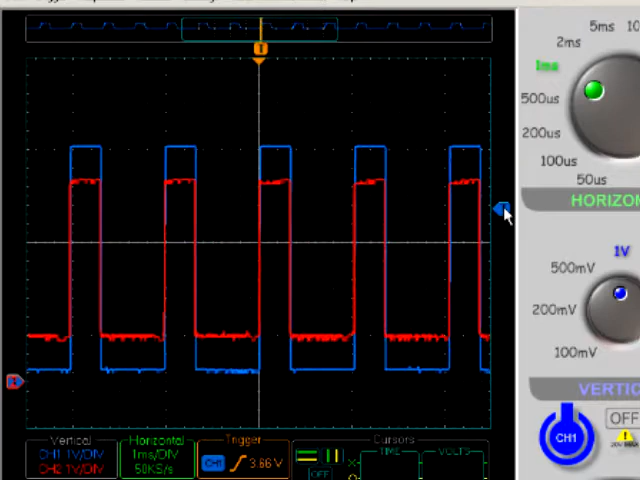 T
5ms 10
2ms
1ms
500us
200us
100us
50us
HORIZON
1V
500mV
200mV
100mV
VERTIC
OFF
CH1
Vertical
CH1 1V/DIV
CH2 1V/DIV
Horizontal
1ms/DIV
50KS/s
Trigger
CH1 3.66 V
OFF
Cursors
TIME
VOLTS
X